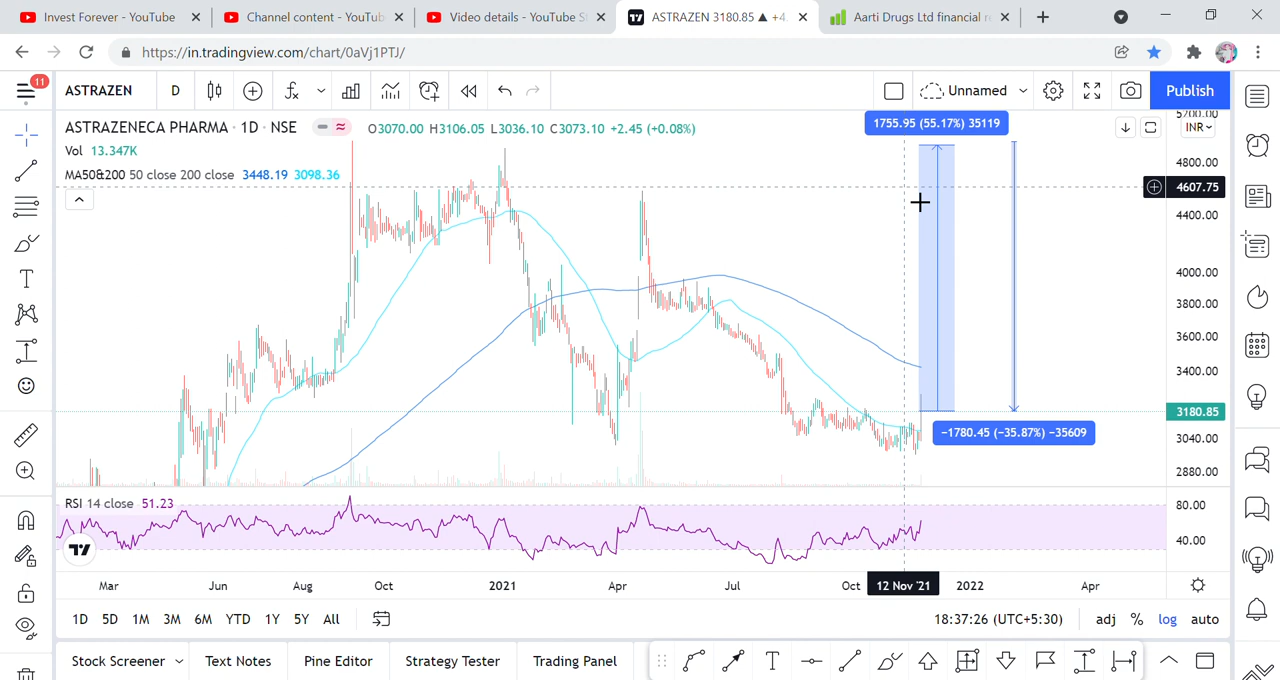 Invest Forever - YouTube
Channel content - YouTub
Video details - YouTube S
ASTRAZEN 3180.85 ▲ +4.
Aarti Drugs Ltd financial r
https://in.tradingview.com/chart/0aVj1PTJ/
11
ASTRAZEN D Unnamed Publish
ASTRAZENECA PHARMA · 1D · NSE O3070.00 H3106.05 L3036.10 C3073.10 +2.45 (+0.08%)
Vol 13.347K
MA50&200 50 close 200 close 3448.19 3098.36
1755.95 (55.17%) 35119
−1780.45 (−35.87%) −35609
5200.00
INR
4800.00
4607.75
4400.00
4000.00
3800.00
3600.00
3400.00
3180.85
3040.00
2880.00
RSI 14 close 51.23
80.00
40.00
Mar Jun Aug Oct 2021 Apr Jul Oct 12 Nov '21 2022 Apr
1D 5D 1M 3M 6M YTD 1Y 5Y All 18:37:26 (UTC+5:30) adj % log auto
Stock Screener Text Notes Pine Editor Strategy Tester Trading Panel